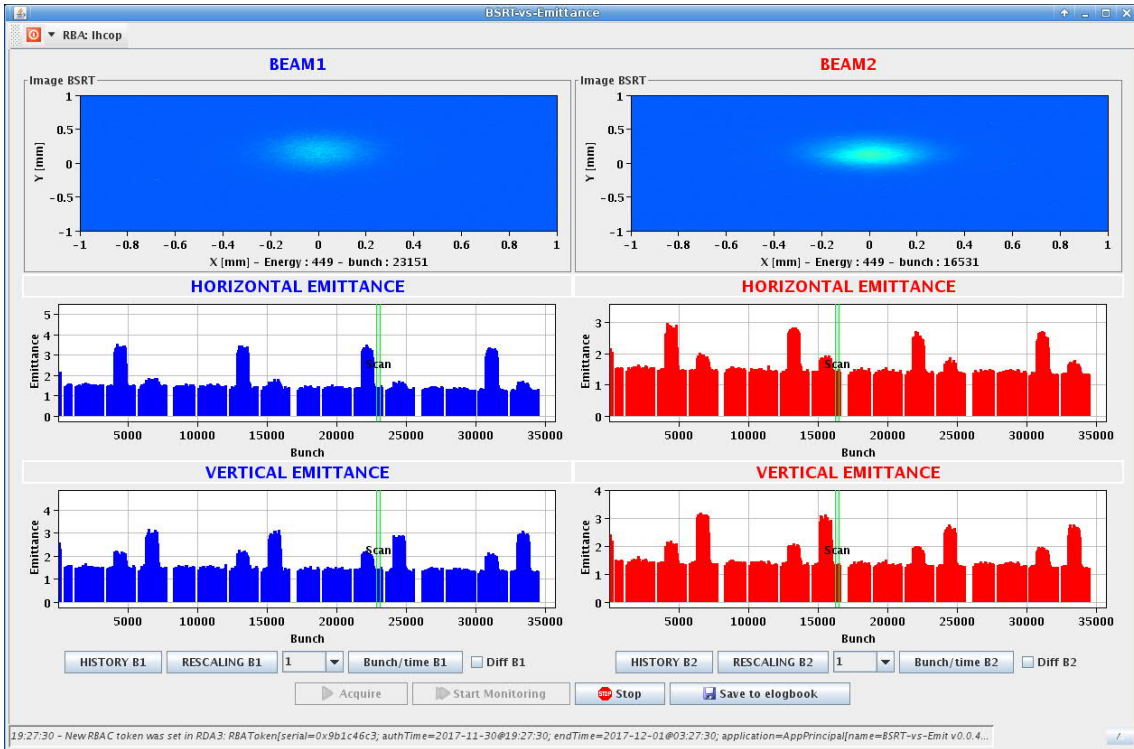 BSRT-vs-Emittance
RBA: lhcop
BEAM1
Image BSRT
1
0.5
0
-0.5
-1
Y [mm]
-1 -0.8 -0.6 -0.4 -0.2 0 0.2 0.4 0.6 0.8 1
X [mm] - Energy : 449 - bunch : 23151
BEAM2
Image BSRT
1
0.5
0
-0.5
-1
Y [mm]
-1 -0.8 -0.6 -0.4 -0.2 0 0.2 0.4 0.6 0.8 1
X [mm] - Energy : 449 - bunch : 16531
HORIZONTAL EMITTANCE
5
4
3
2
1
0
Emittance
Scan
5000 10000 15000 20000 25000 30000 35000
Bunch
HORIZONTAL EMITTANCE
3
2
1
0
Emittance
Scan
5000 10000 15000 20000 25000 30000 35000
Bunch
VERTICAL EMITTANCE
4
3
2
1
0
Emittance
Scan
5000 10000 15000 20000 25000 30000 35000
Bunch
VERTICAL EMITTANCE
4
3
2
1
0
Emittance
Scan
5000 10000 15000 20000 25000 30000 35000
Bunch
HISTORY B1 RESCALING B1 1 Bunch/time B1 Diff B1
HISTORY B2 RESCALING B2 1 Bunch/time B2 Diff B2
Acquire Start Monitoring STOP Stop Save to elogbook
19:27:30 - New RBAC token was set in RDA3: RBAToken[serial=0x9b1c46c3; authTime=2017-11-30@19:27:30; endTime=2017-12-01@03:27:30; application=AppPrincipal[name=BSRT-vs-Emit v0.0.4...